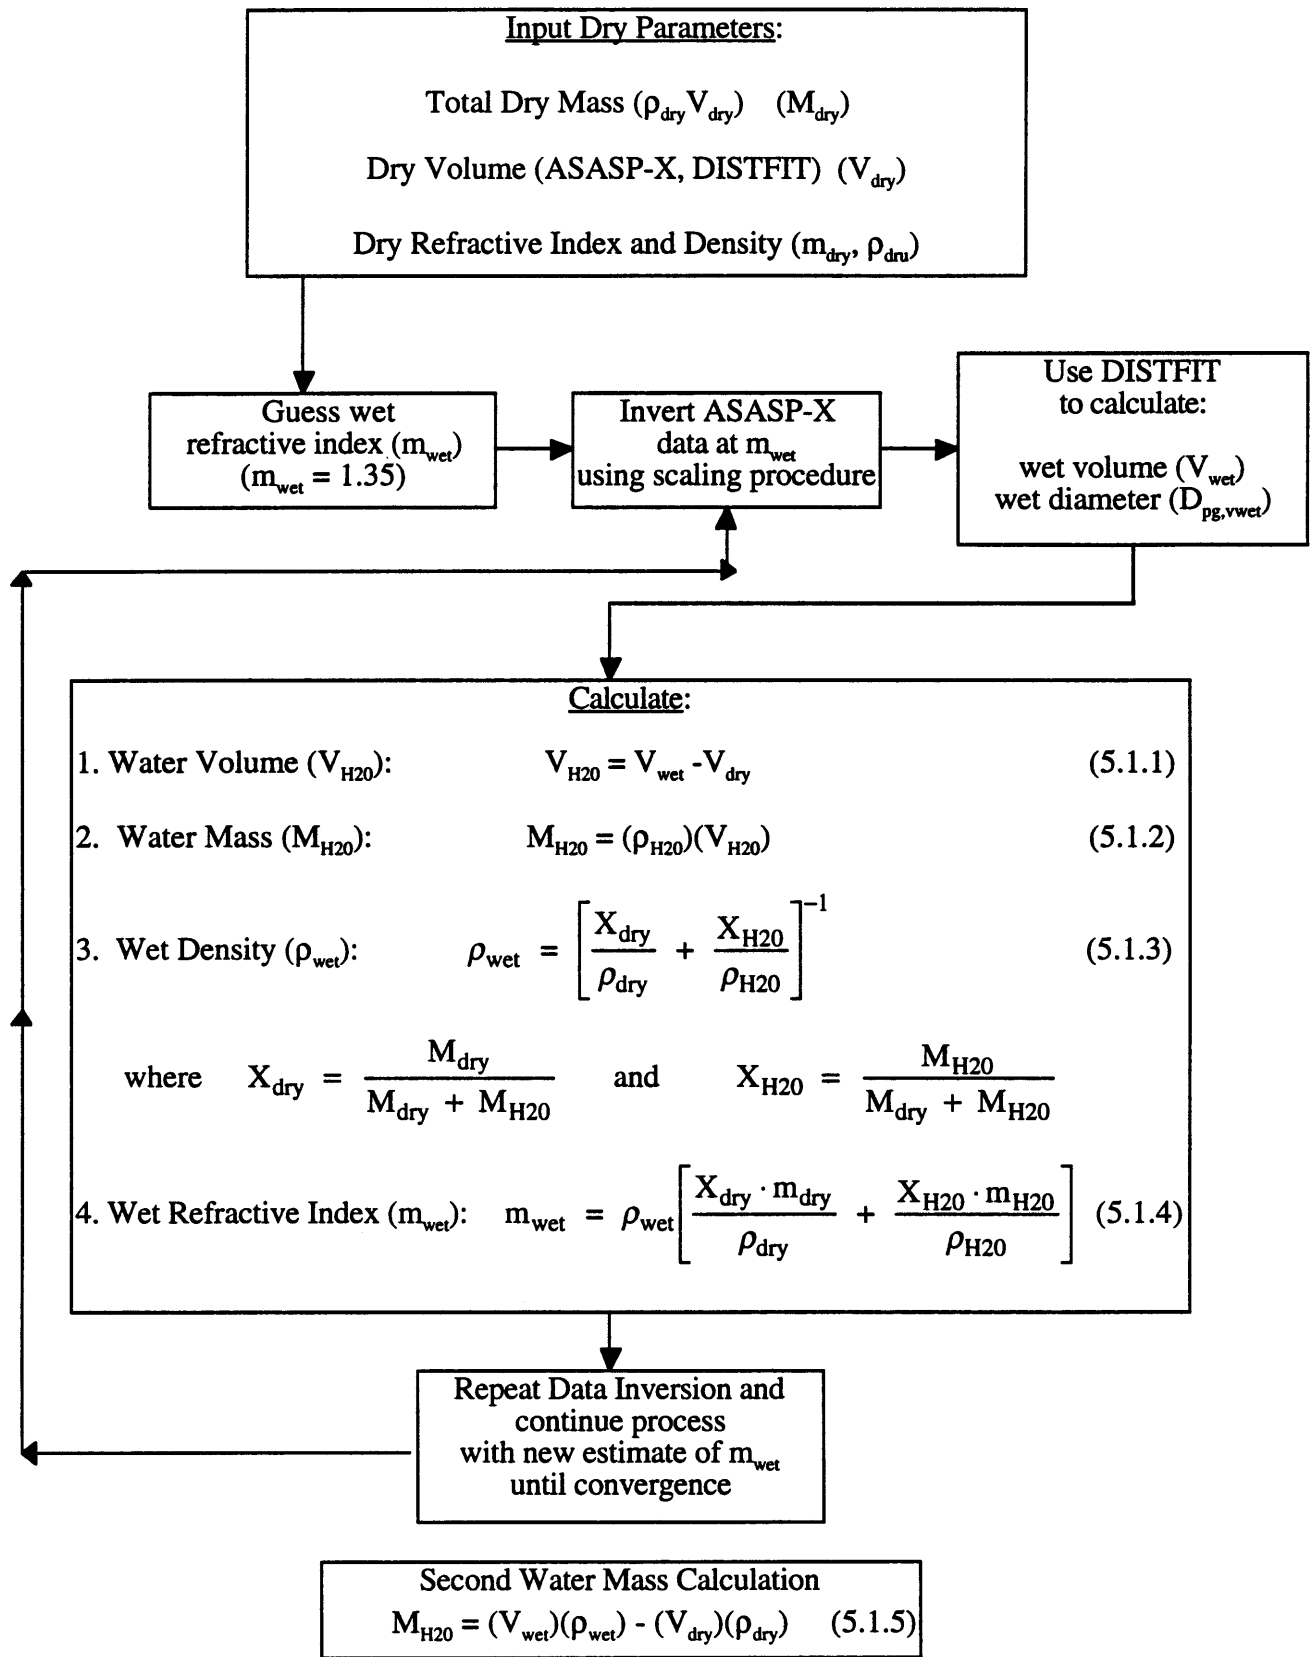 Input Dry Parameters:
Total Dry Mass (ρdryVdry) (Mdry)
Dry Volume (ASASP-X, DISTFIT) (Vdry)
Dry Refractive Index and Density (mdry, ρdru)
Guess wet
refractive index (mwet)
(mwet = 1.35)
Invert ASASP-X
data at mwet
using scaling procedure
Use DISTFIT
to calculate:
wet volume (Vwet)
wet diameter (Dpg,vwet)
Calculate:
1. Water Volume (VH20): VH20 = Vwet -Vdry (5.1.1)
2. Water Mass (MH20): MH20 = (ρH20)(VH20) (5.1.2)
3. Wet Density (ρwet): ρwet = [Xdry/ρdry + XH20/ρH20]^-1 (5.1.3)
where Xdry = Mdry/(Mdry + MH20) and XH20 = MH20/(Mdry + MH20)
4. Wet Refractive Index (mwet): mwet = ρwet[Xdry · mdry/ρdry + XH20 · mH20/ρH20] (5.1.4)
Repeat Data Inversion and
continue process
with new estimate of mwet
until convergence
Second Water Mass Calculation
MH20 = (Vwet)(ρwet) - (Vdry)(ρdry) (5.1.5)